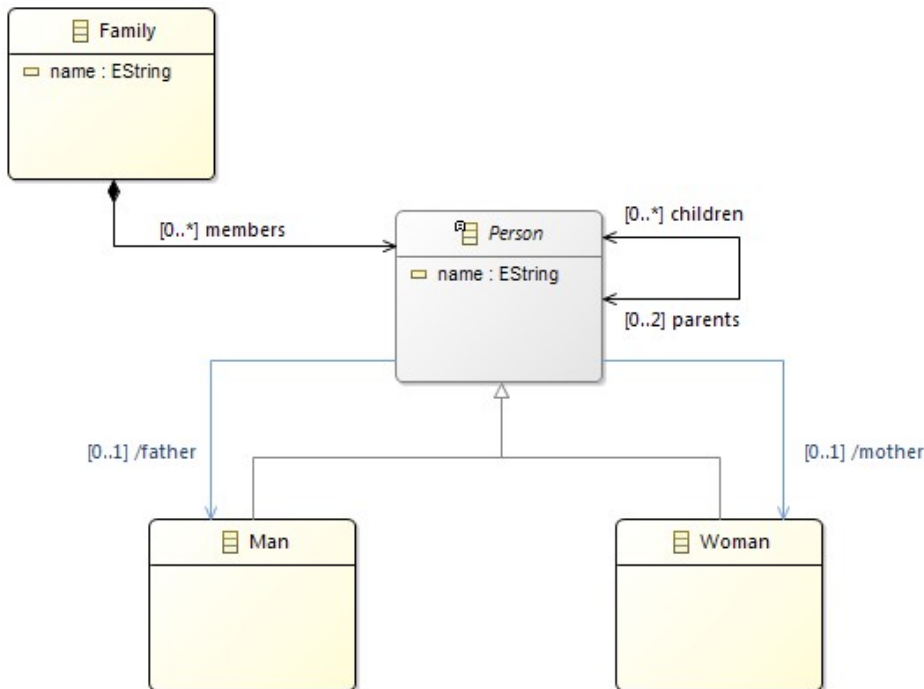 Family
name : EString
[0..*] members
[0..*] children
Person
name : EString
[0..2] parents
[0..1] /father
[0..1] /mother
Man
Woman